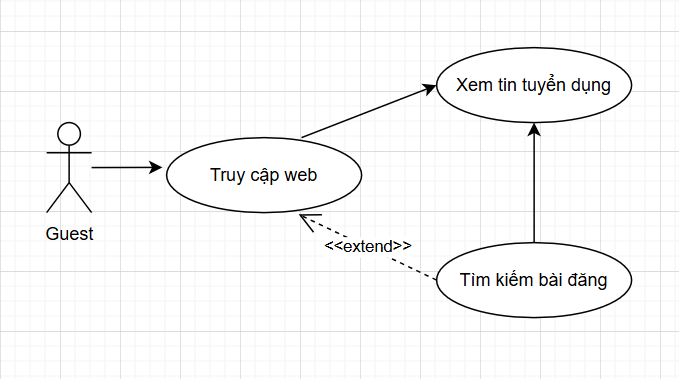 Xem tin tuyển dụng
Truy cập web
Guest
<<extend>>
Tìm kiếm bài đăng